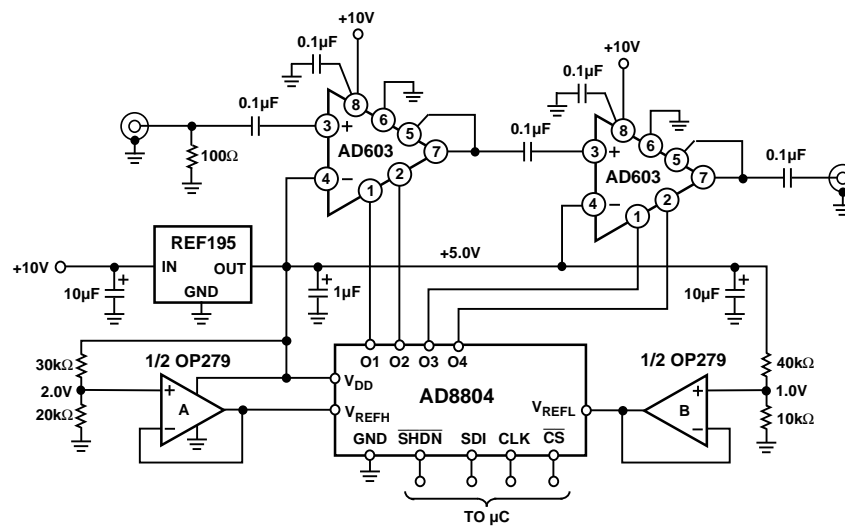 +10V
0.1µF
0.1µF
8
6
5
3
+
7
AD603
4
−
2
1
100Ω
+10V
0.1µF
0.1µF
8
6
5
3
+
7
AD603
4
−
2
1
0.1µF
REF195
+10V
IN
OUT
GND
10µF
+
+5.0V
+
1µF
+
10µF
30kΩ
2.0V
20kΩ
1/2 OP279
+
A
−
O1 O2 O3 O4
VDD
AD8804
VREFH
VREFL
GND SHDN SDI CLK CS
TO µC
1/2 OP279
+
B
−
40kΩ
1.0V
10kΩ